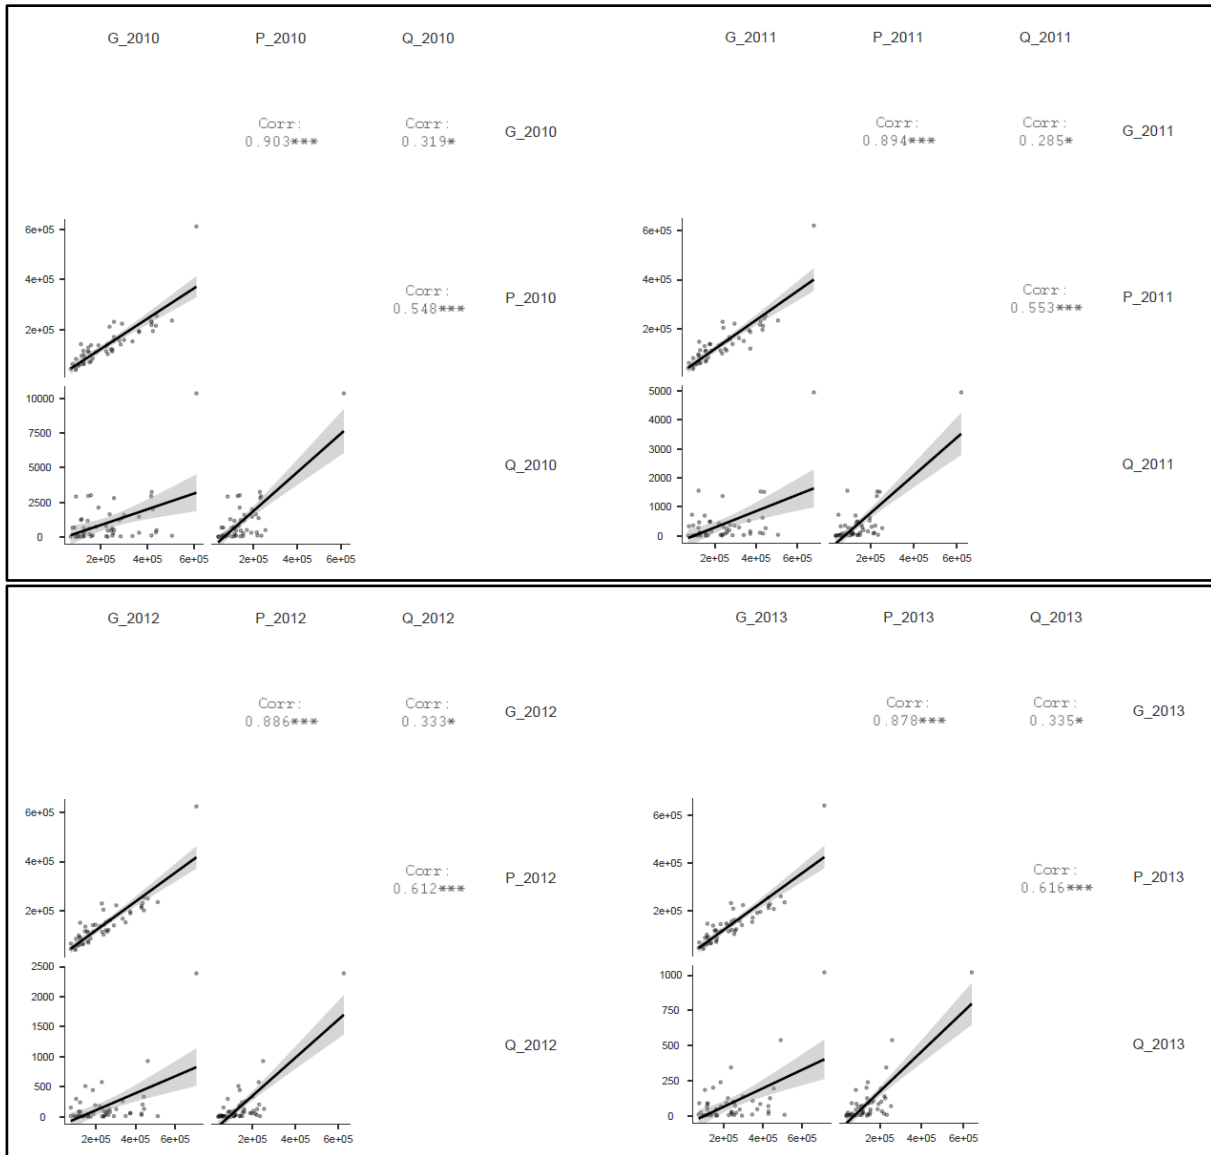 G_2010 P_2010 Q_2010
Corr: Corr:
0.903*** 0.319* G_2010
6e+05
4e+05
2e+05
Corr:
0.548*** P_2010
10000
7500
5000
2500
0
Q_2010
2e+05 4e+05 6e+05 2e+05 4e+05 6e+05
G_2011 P_2011 Q_2011
Corr: Corr:
0.894*** 0.285* G_2011
6e+05
4e+05
2e+05
Corr:
0.553*** P_2011
5000
4000
3000
2000
1000
0
Q_2011
2e+05 4e+05 6e+05 2e+05 4e+05 6e+05
G_2012 P_2012 Q_2012
Corr: Corr:
0.886*** 0.333* G_2012
6e+05
4e+05
2e+05
Corr:
0.612*** P_2012
2500
2000
1500
1000
500
0
Q_2012
2e+05 4e+05 6e+05 2e+05 4e+05 6e+05
G_2013 P_2013 Q_2013
Corr: Corr:
0.878*** 0.335* G_2013
6e+05
4e+05
2e+05
Corr:
0.616*** P_2013
1000
750
500
250
0
Q_2013
2e+05 4e+05 6e+05 2e+05 4e+05 6e+05